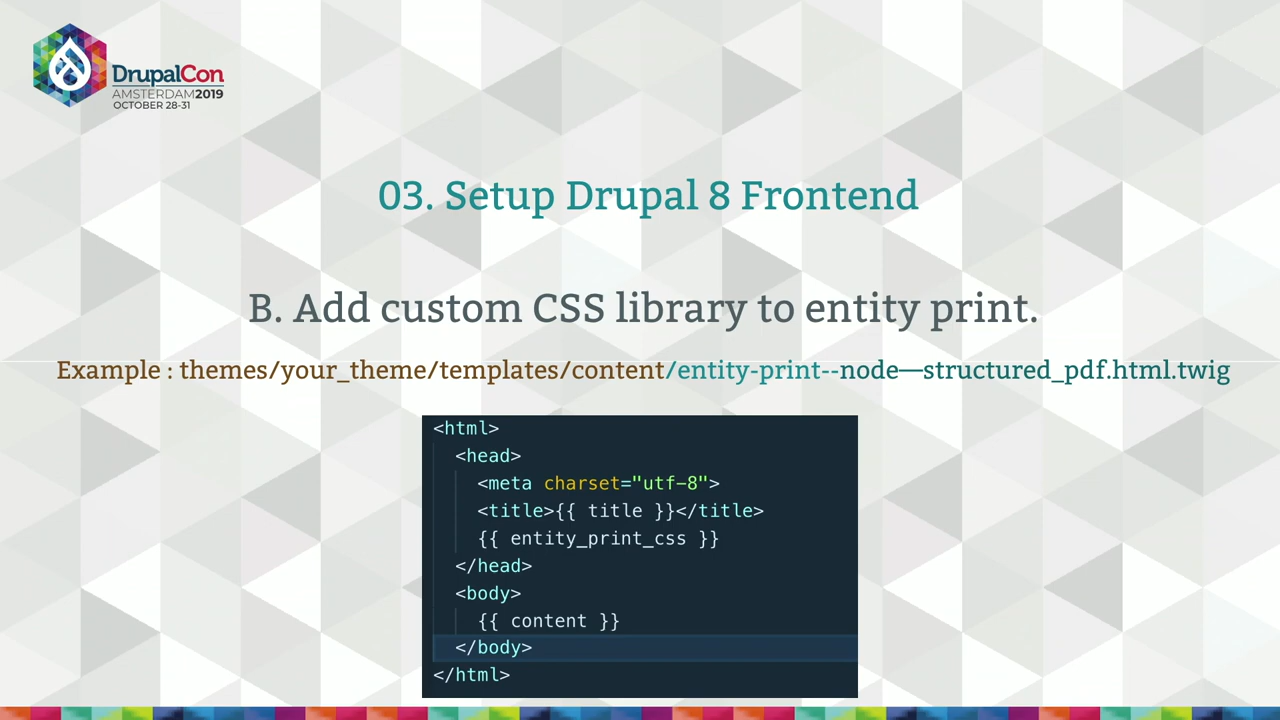 DrupalCon
AMSTERDAM2019
OCTOBER 28-31
03. Setup Drupal 8 Frontend
B. Add custom CSS library to entity print.
Example : themes/your_theme/templates/content/entity-print--node—structured_pdf.html.twig
<html>
<head>
<meta charset="utf-8">
<title>{{ title }}</title>
{{ entity_print_css }}
</head>
<body>
{{ content }}
</body>
</html>